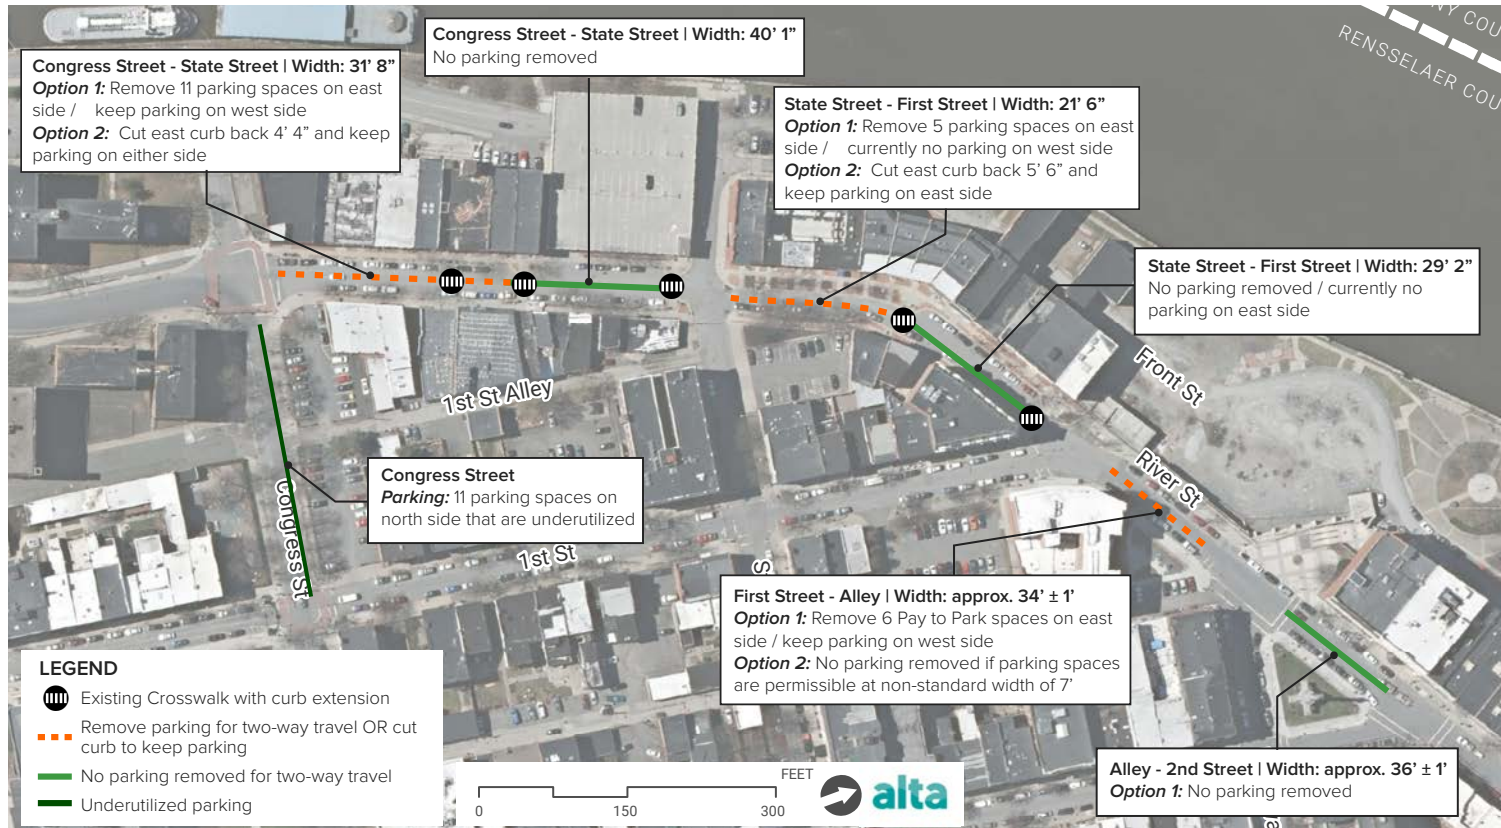 NY COU
RENSSELAER COU
Congress Street - State Street | Width: 40' 1”
No parking removed
Congress Street - State Street | Width: 31' 8”
Option 1: Remove 11 parking spaces on east
side / keep parking on west side
Option 2: Cut east curb back 4' 4” and keep
parking on either side
State Street - First Street | Width: 21' 6”
Option 1: Remove 5 parking spaces on east
side / currently no parking on west side
Option 2: Cut east curb back 5' 6” and
keep parking on east side
State Street - First Street | Width: 29' 2”
No parking removed / currently no
parking on east side
Front St
1st St Alley
River St
Congress Street
Parking: 11 parking spaces on
north side that are underutilized
Congress St
1st St
S
First Street - Alley | Width: approx. 34' ± 1'
Option 1: Remove 6 Pay to Park spaces on east
side / keep parking on west side
Option 2: No parking removed if parking spaces
are permissible at non-standard width of 7'
Alley - 2nd Street | Width: approx. 36' ± 1'
Option 1: No parking removed
LEGEND
Existing Crosswalk with curb extension
Remove parking for two-way travel OR cut
curb to keep parking
No parking removed for two-way travel
Underutilized parking
FEET
0 150 300
alta